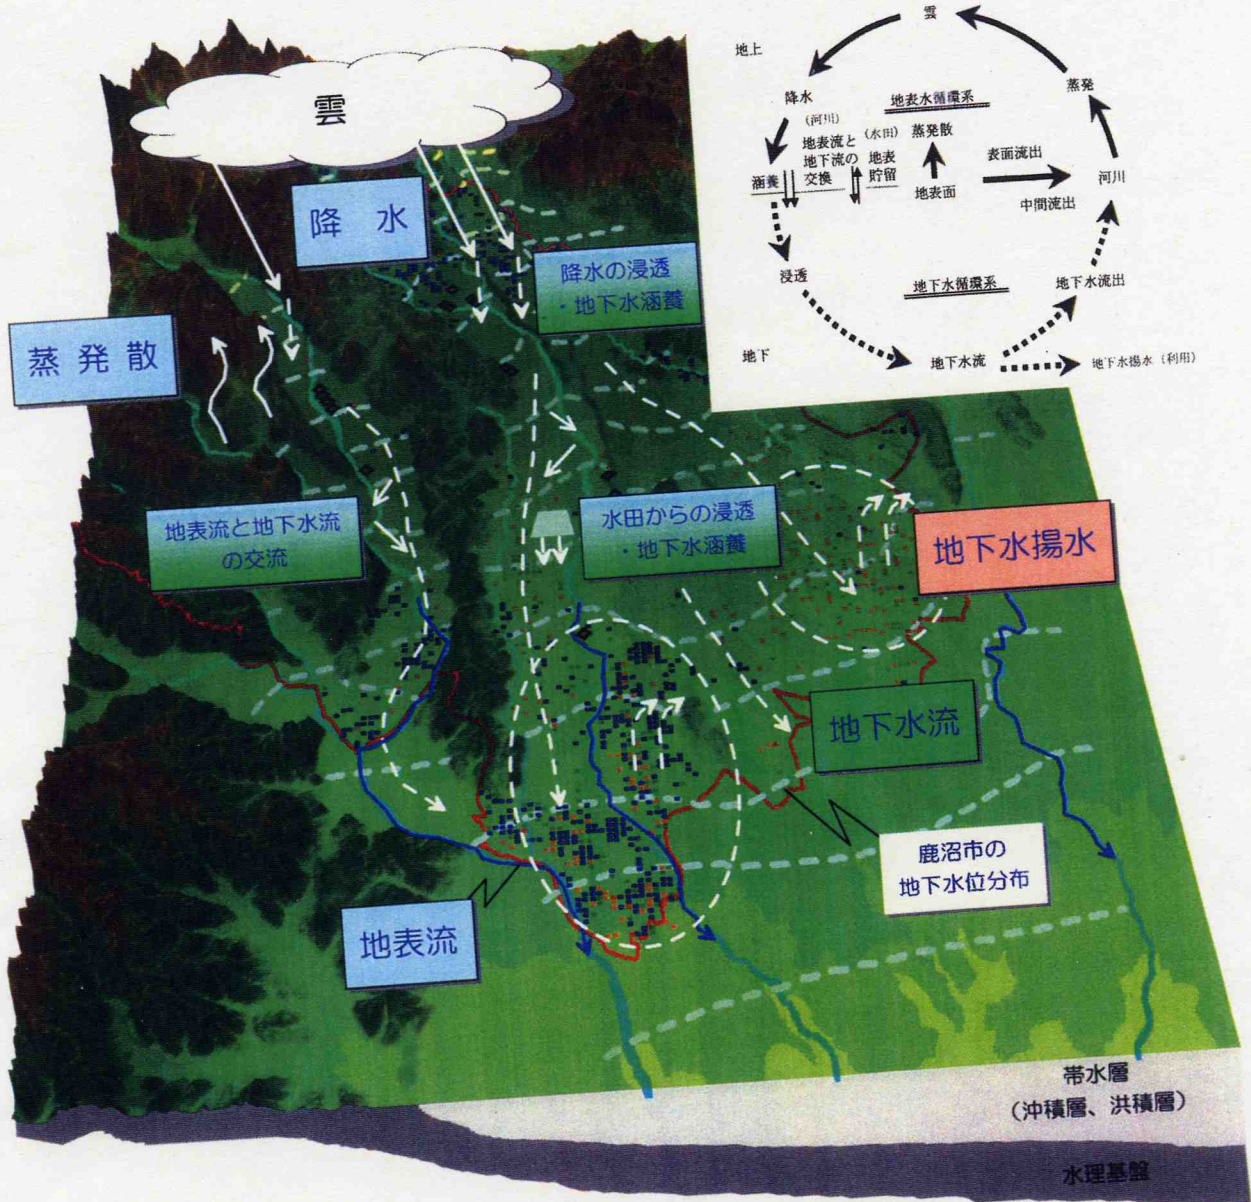 雲
地上
降水
蒸発
地表水循環系
(河川)
地表流と
地下流の
交換
(水田)
地表
貯留
蒸発散
地表面
表面流出
中間流出
河川
涵養
浸透
地下水循環系
地下水流出
地下
地下水流
地下水揚水(利用)
雲
降 水
降水の浸透
・地下水涵養
蒸発散
地表流と地下水流
の交流
水田からの浸透
・地下水涵養
地下水揚水
地下水流
鹿沼市の
地下水位分布
地表流
帯水層
(沖積層、洪積層)
水理基盤